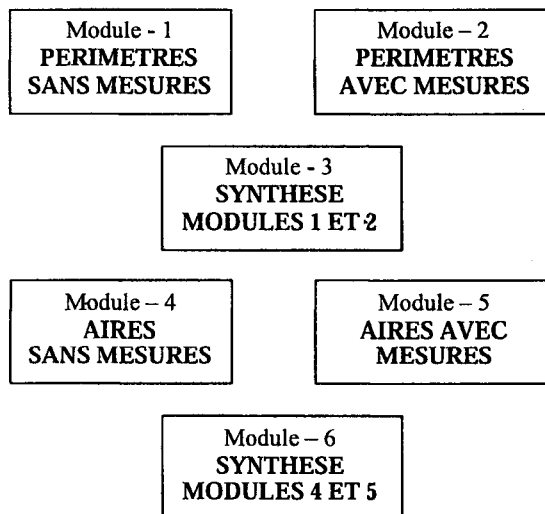 Module - 1
PERIMETRES
SANS MESURES
Module – 2
PERIMETRES
AVEC MESURES
Module - 3
SYNTHESE
MODULES 1 ET 2
Module – 4
AIRES
SANS MESURES
Module – 5
AIRES AVEC
MESURES
Module – 6
SYNTHESE
MODULES 4 ET 5